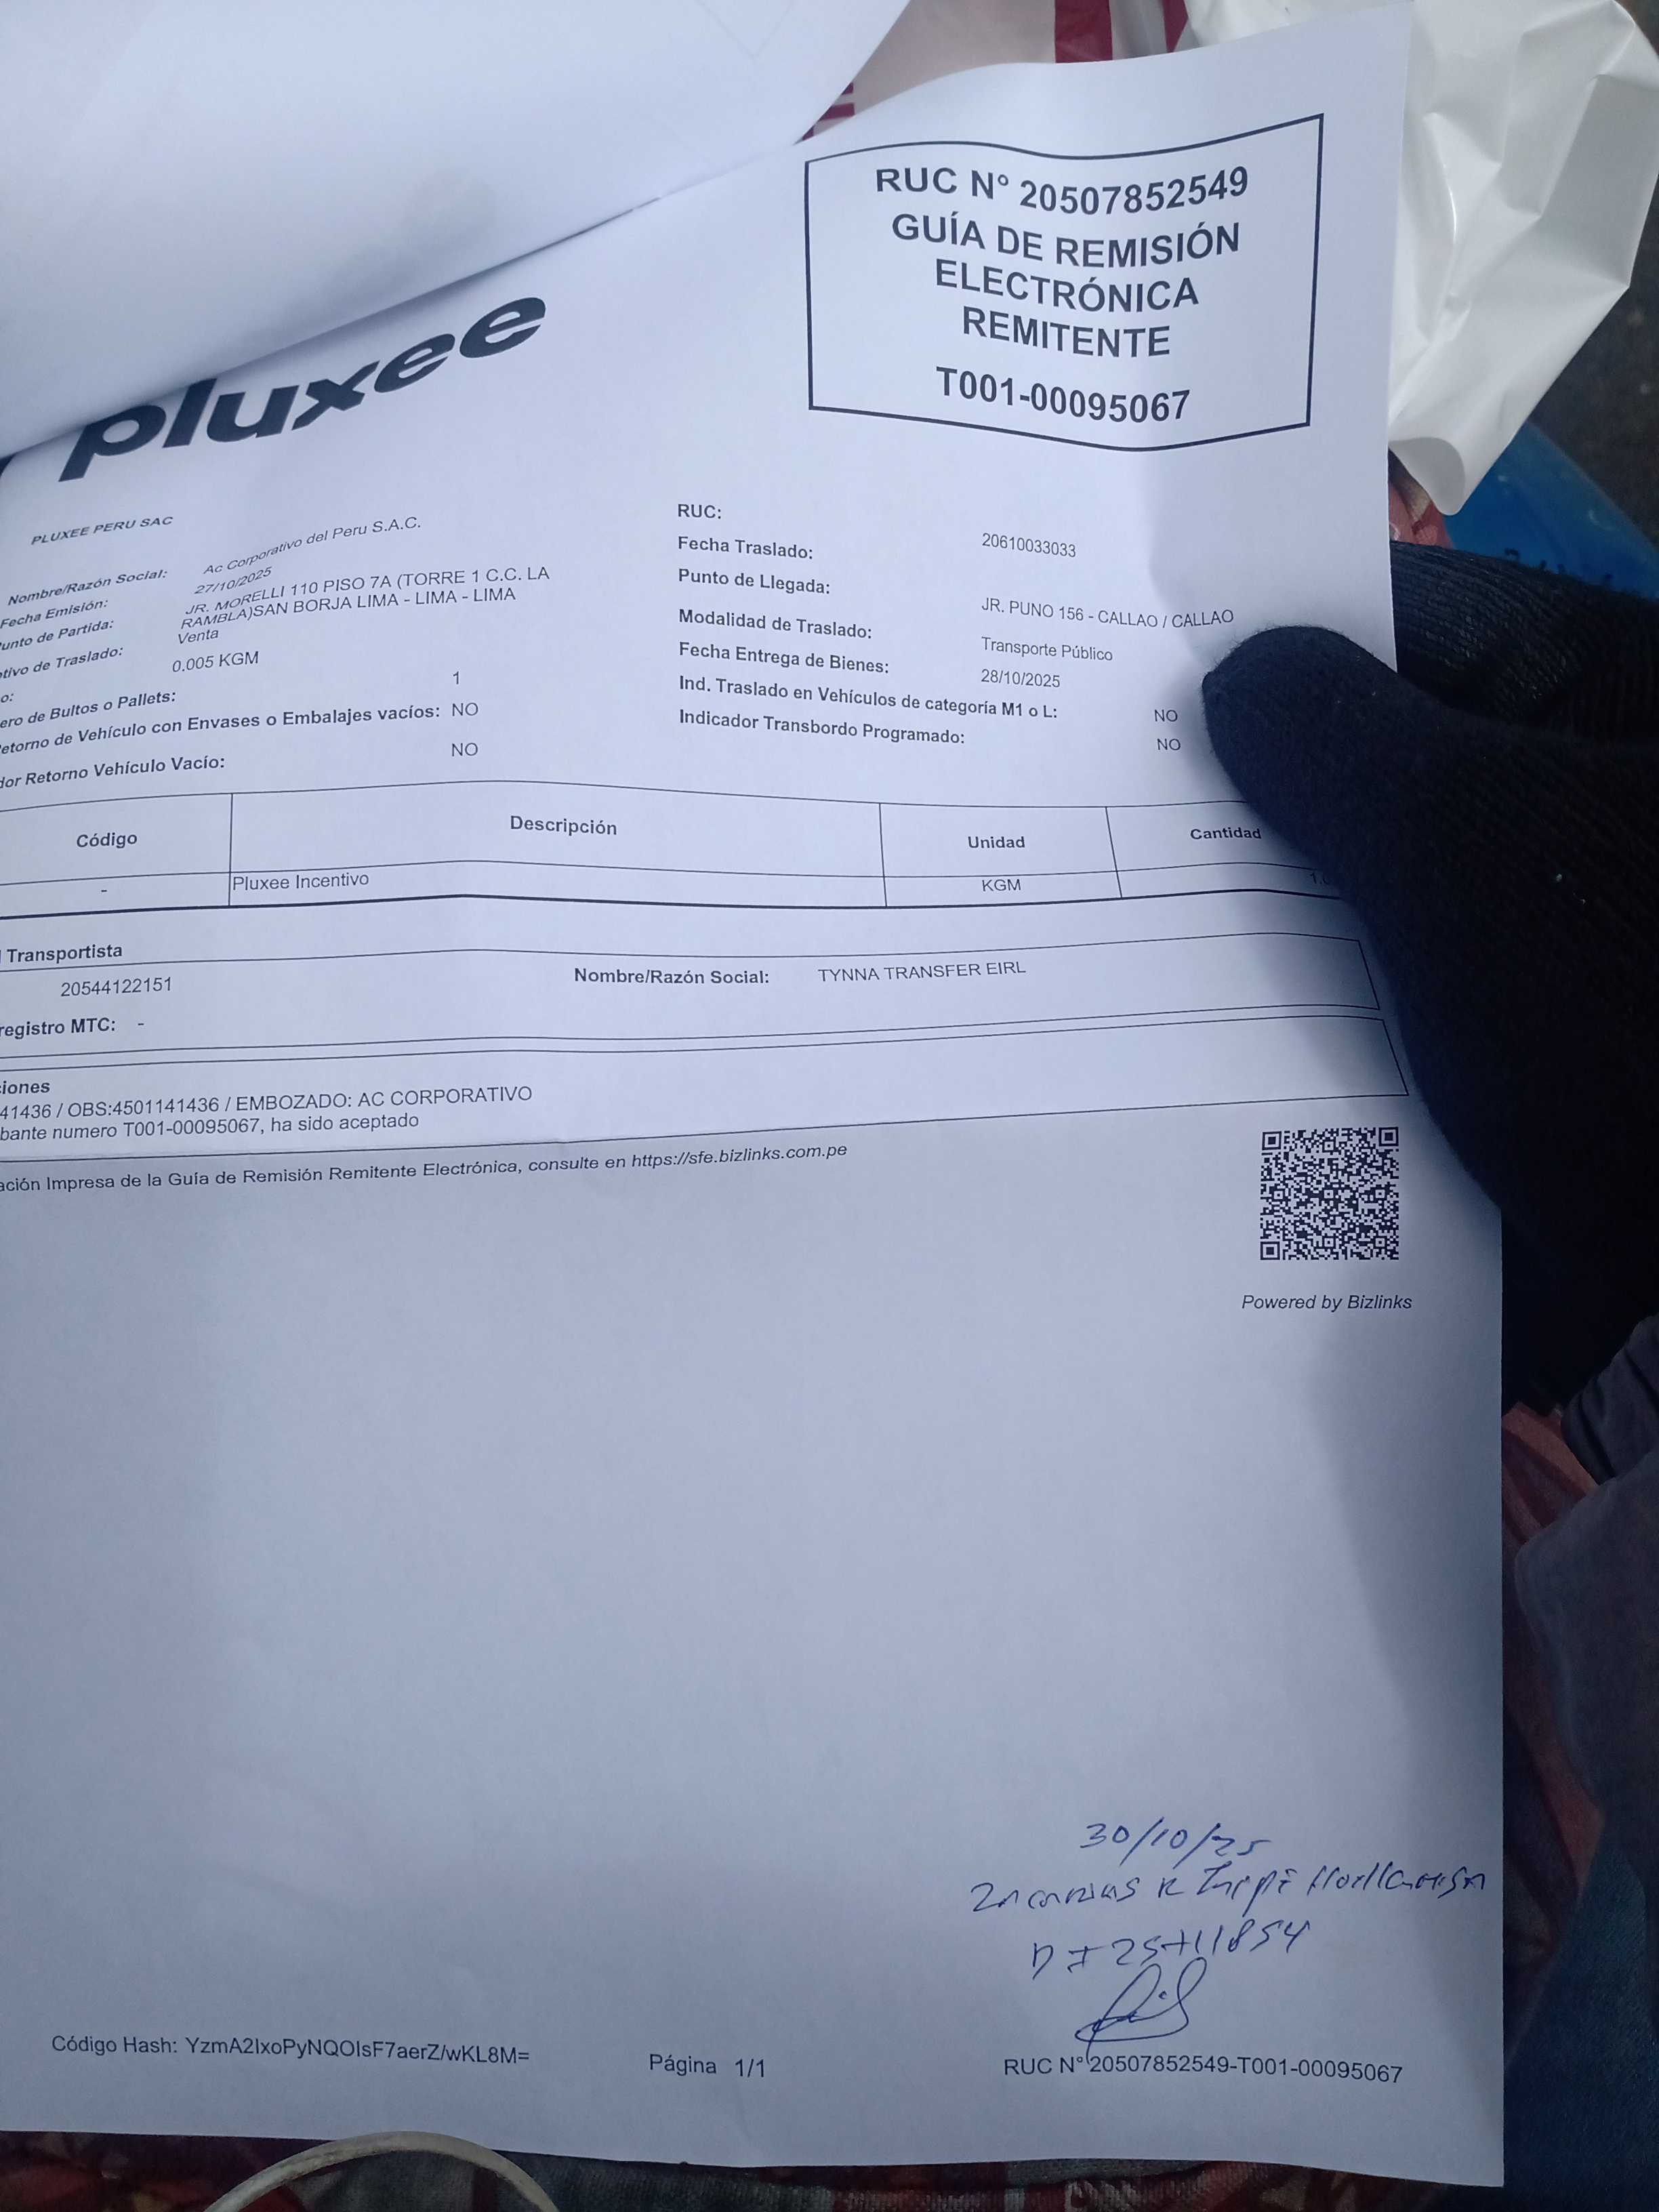 RUC N° 20507852549
GUÍA DE REMISIÓN
ELECTRÓNICA
REMITENTE
T001-00095067
pluxee
PLUXEE PERU SAC
Nombre/Razón Social: Ac Corporativo del Peru S.A.C.
Fecha Emisión: 27/10/2025
unto de Partida: JR. MORELLI 110 PISO 7A (TORRE 1 C.C. LA
RAMBLA)SAN BORJA LIMA - LIMA - LIMA
tivo de Traslado: Venta
o: 0.005 KGM
ero de Bultos o Pallets: 1
etorno de Vehículo con Envases o Embalajes vacíos: NO
dor Retorno Vehículo Vacío: NO
RUC: 20610033033
Fecha Traslado:
Punto de Llegada: JR. PUNO 156 - CALLAO / CALLAO
Modalidad de Traslado: Transporte Público
Fecha Entrega de Bienes: 28/10/2025
Ind. Traslado en Vehículos de categoría M1 o L: NO
Indicador Transbordo Programado: NO
Código Descripción Unidad Cantidad
- Pluxee Incentivo KGM
Transportista
20544122151 Nombre/Razón Social: TYNNA TRANSFER EIRL
registro MTC: -
ciones
41436 / OBS:4501141436 / EMBOZADO: AC CORPORATIVO
bante numero T001-00095067, ha sido aceptado
ación Impresa de la Guía de Remisión Remitente Electrónica, consulte en https://sfe.bizlinks.com.pe
Powered by Bizlinks
30/10/25
Código Hash: YzmA2IxoPyNQOIsF7aerZ/wKL8M=
Página 1/1
RUC N° 20507852549-T001-00095067